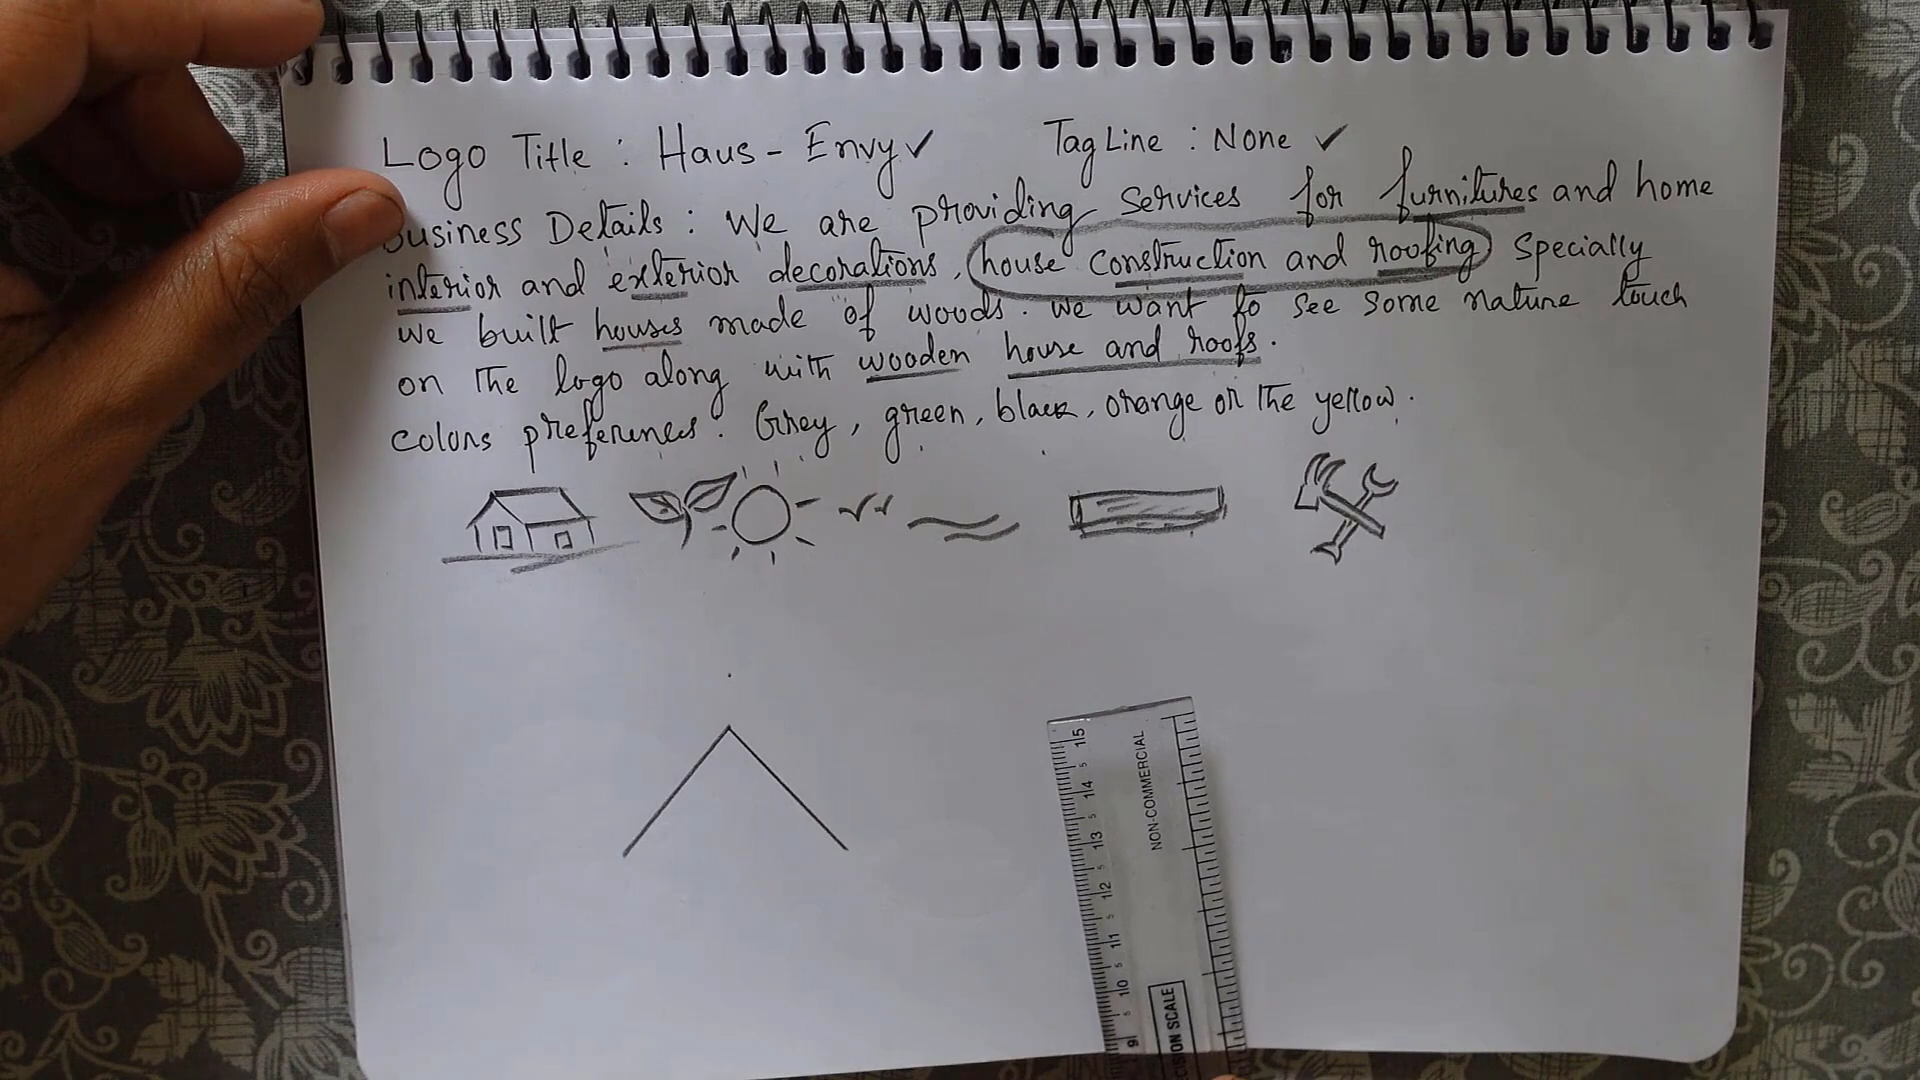 Logo Title : Haus - Envy✓ Tag Line : None ✓
Business Details : We are providing services for furnitures and home
interior and exterior decorations, house construction and roofing specially
we built houses made of woods. we want to see some nature touch
on the logo along with wooden house and roofs.
colors preferences. Grey, green, black, orange or the yellow.
15
14
13
12
11
10
9
NON-COMMERCIAL
SION SCALE